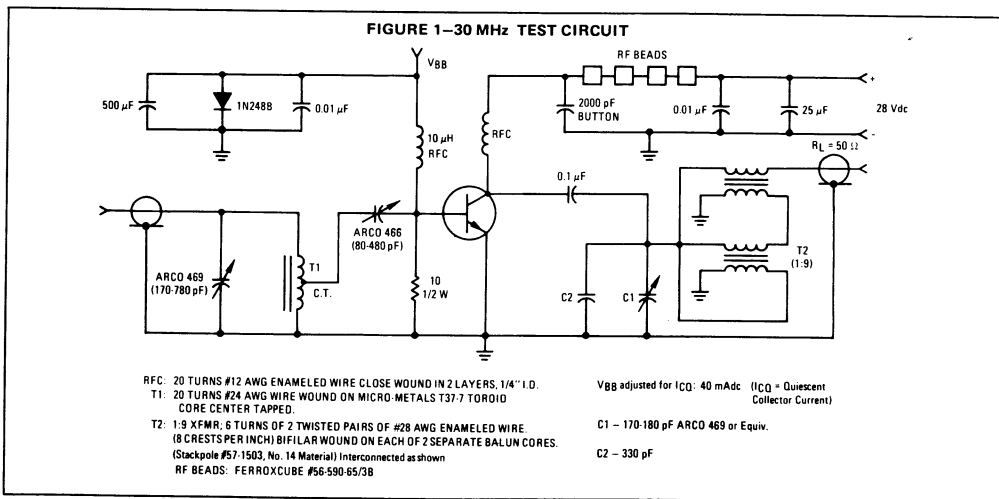 FIGURE 1–30 MHz TEST CIRCUIT
VBB
RF BEADS
+
500 µF
1N248B
0.01 µF
10 µH
RFC
RFC
2000 pF
BUTTON
0.01 µF
25 µF
28 Vdc
-
RL = 50 Ω
0.1 µF
ARCO 466
(80-480 pF)
ARCO 469
(170-780 pF)
T1
C.T.
10
1/2 W
C2
C1
T2
(1:9)
RFC: 20 TURNS #12 AWG ENAMELED WIRE CLOSE WOUND IN 2 LAYERS, 1/4" I.D.
T1: 20 TURNS #24 AWG WIRE WOUND ON MICRO-METALS T37-7 TOROID
CORE CENTER TAPPED.
T2: 1:9 XFMR; 6 TURNS OF 2 TWISTED PAIRS OF #28 AWG ENAMELED WIRE.
(8 CRESTS PER INCH) BIFILAR WOUND ON EACH OF 2 SEPARATE BALUN CORES.
(Stackpole #57-1503, No. 14 Material) Interconnected as shown
RF BEADS: FERROXCUBE #56-590-65/3B
VBB adjusted for ICQ: 40 mAdc (ICQ = Quiescent
Collector Current)
C1 – 170-180 pF ARCO 469 or Equiv.
C2 – 330 pF